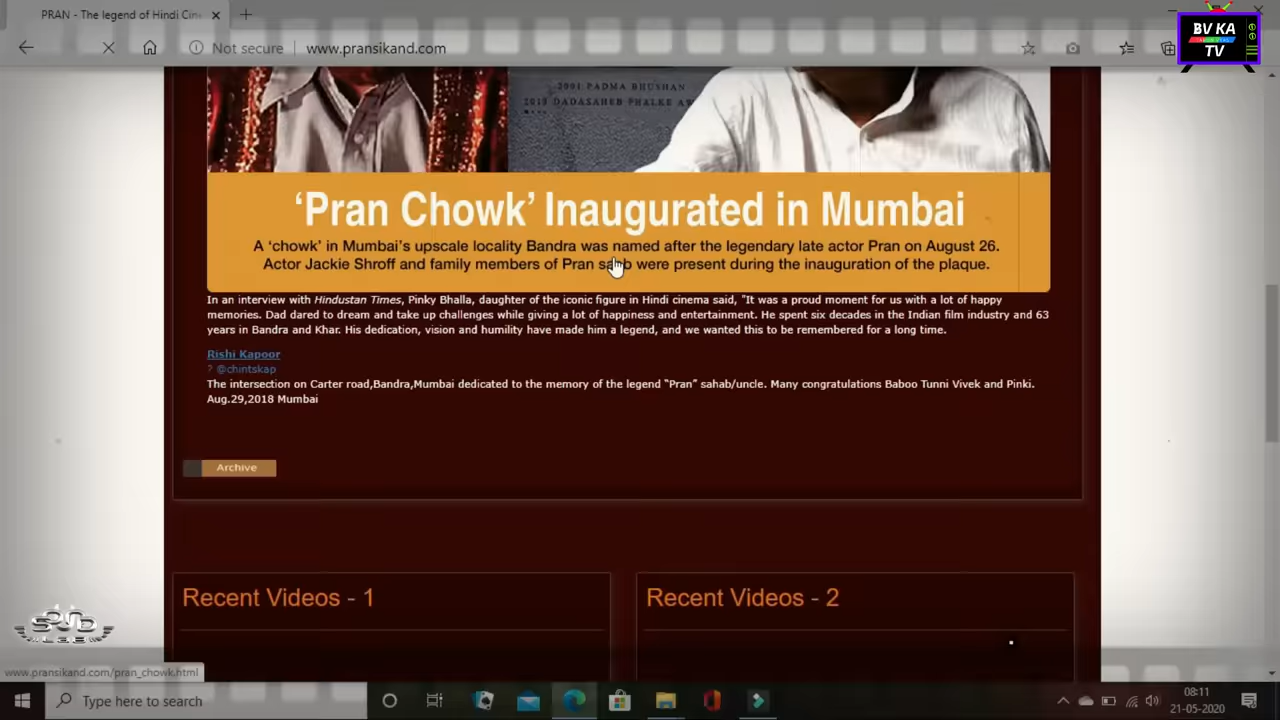 PRAN - The legend of Hindi Cin
Not secure
www.pransikand.com
BV KA
TV
2001 PADMA BHUSHAN
2013 DADASAHEB PHALKE AW
‘Pran Chowk’ Inaugurated in Mumbai
A ‘chowk’ in Mumbai’s upscale locality Bandra was named after the legendary late actor Pran on August 26.
Actor Jackie Shroff and family members of Pran sahab were present during the inauguration of the plaque.
In an interview with Hindustan Times, Pinky Bhalla, daughter of the iconic figure in Hindi cinema said, "It was a proud moment for us with a lot of happy
memories. Dad dared to dream and take up challenges while giving a lot of happiness and entertainment. He spent six decades in the Indian film industry and 63
years in Bandra and Khar. His dedication, vision and humility have made him a legend, and we wanted this to be remembered for a long time.
Rishi Kapoor
? @chintskap
The intersection on Carter road,Bandra,Mumbai dedicated to the memory of the legend “Pran” sahab/uncle. Many congratulations Baboo Tunni Vivek and Pinki.
Aug.29,2018 Mumbai
Archive
Recent Videos - 1
Recent Videos - 2
www.pransikand.com/pran_chowk.html
Type here to search
08:11
21-05-2020